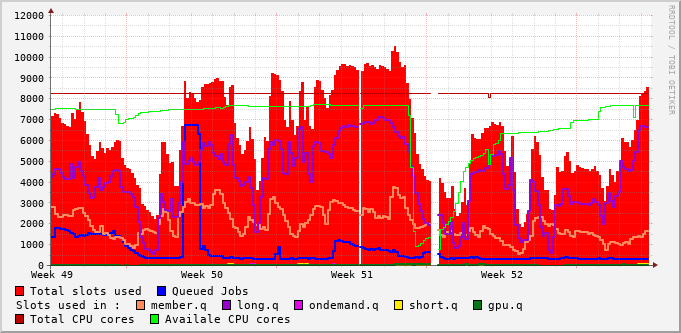 RRDTOOL / TOBI OETIKER
12000
11000
10000
9000
8000
7000
6000
5000
4000
3000
2000
1000
0
Week 49 Week 50 Week 51 Week 52
Total slots used Queued Jobs
Slots used in : member.q long.q ondemand.q short.q gpu.q
Total CPU cores Availale CPU cores